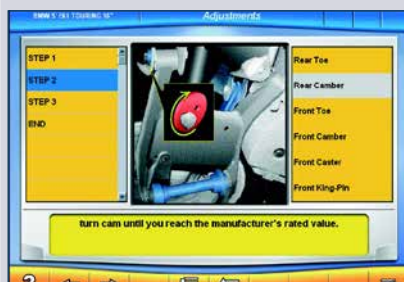 Adjustments
STEP 1
STEP 2
STEP 3
END
Rear Toe
Rear Camber
Front Toe
Front Camber
Front Caster
Front King-Pin
turn cam until you reach the manufacturer's rated value.
?